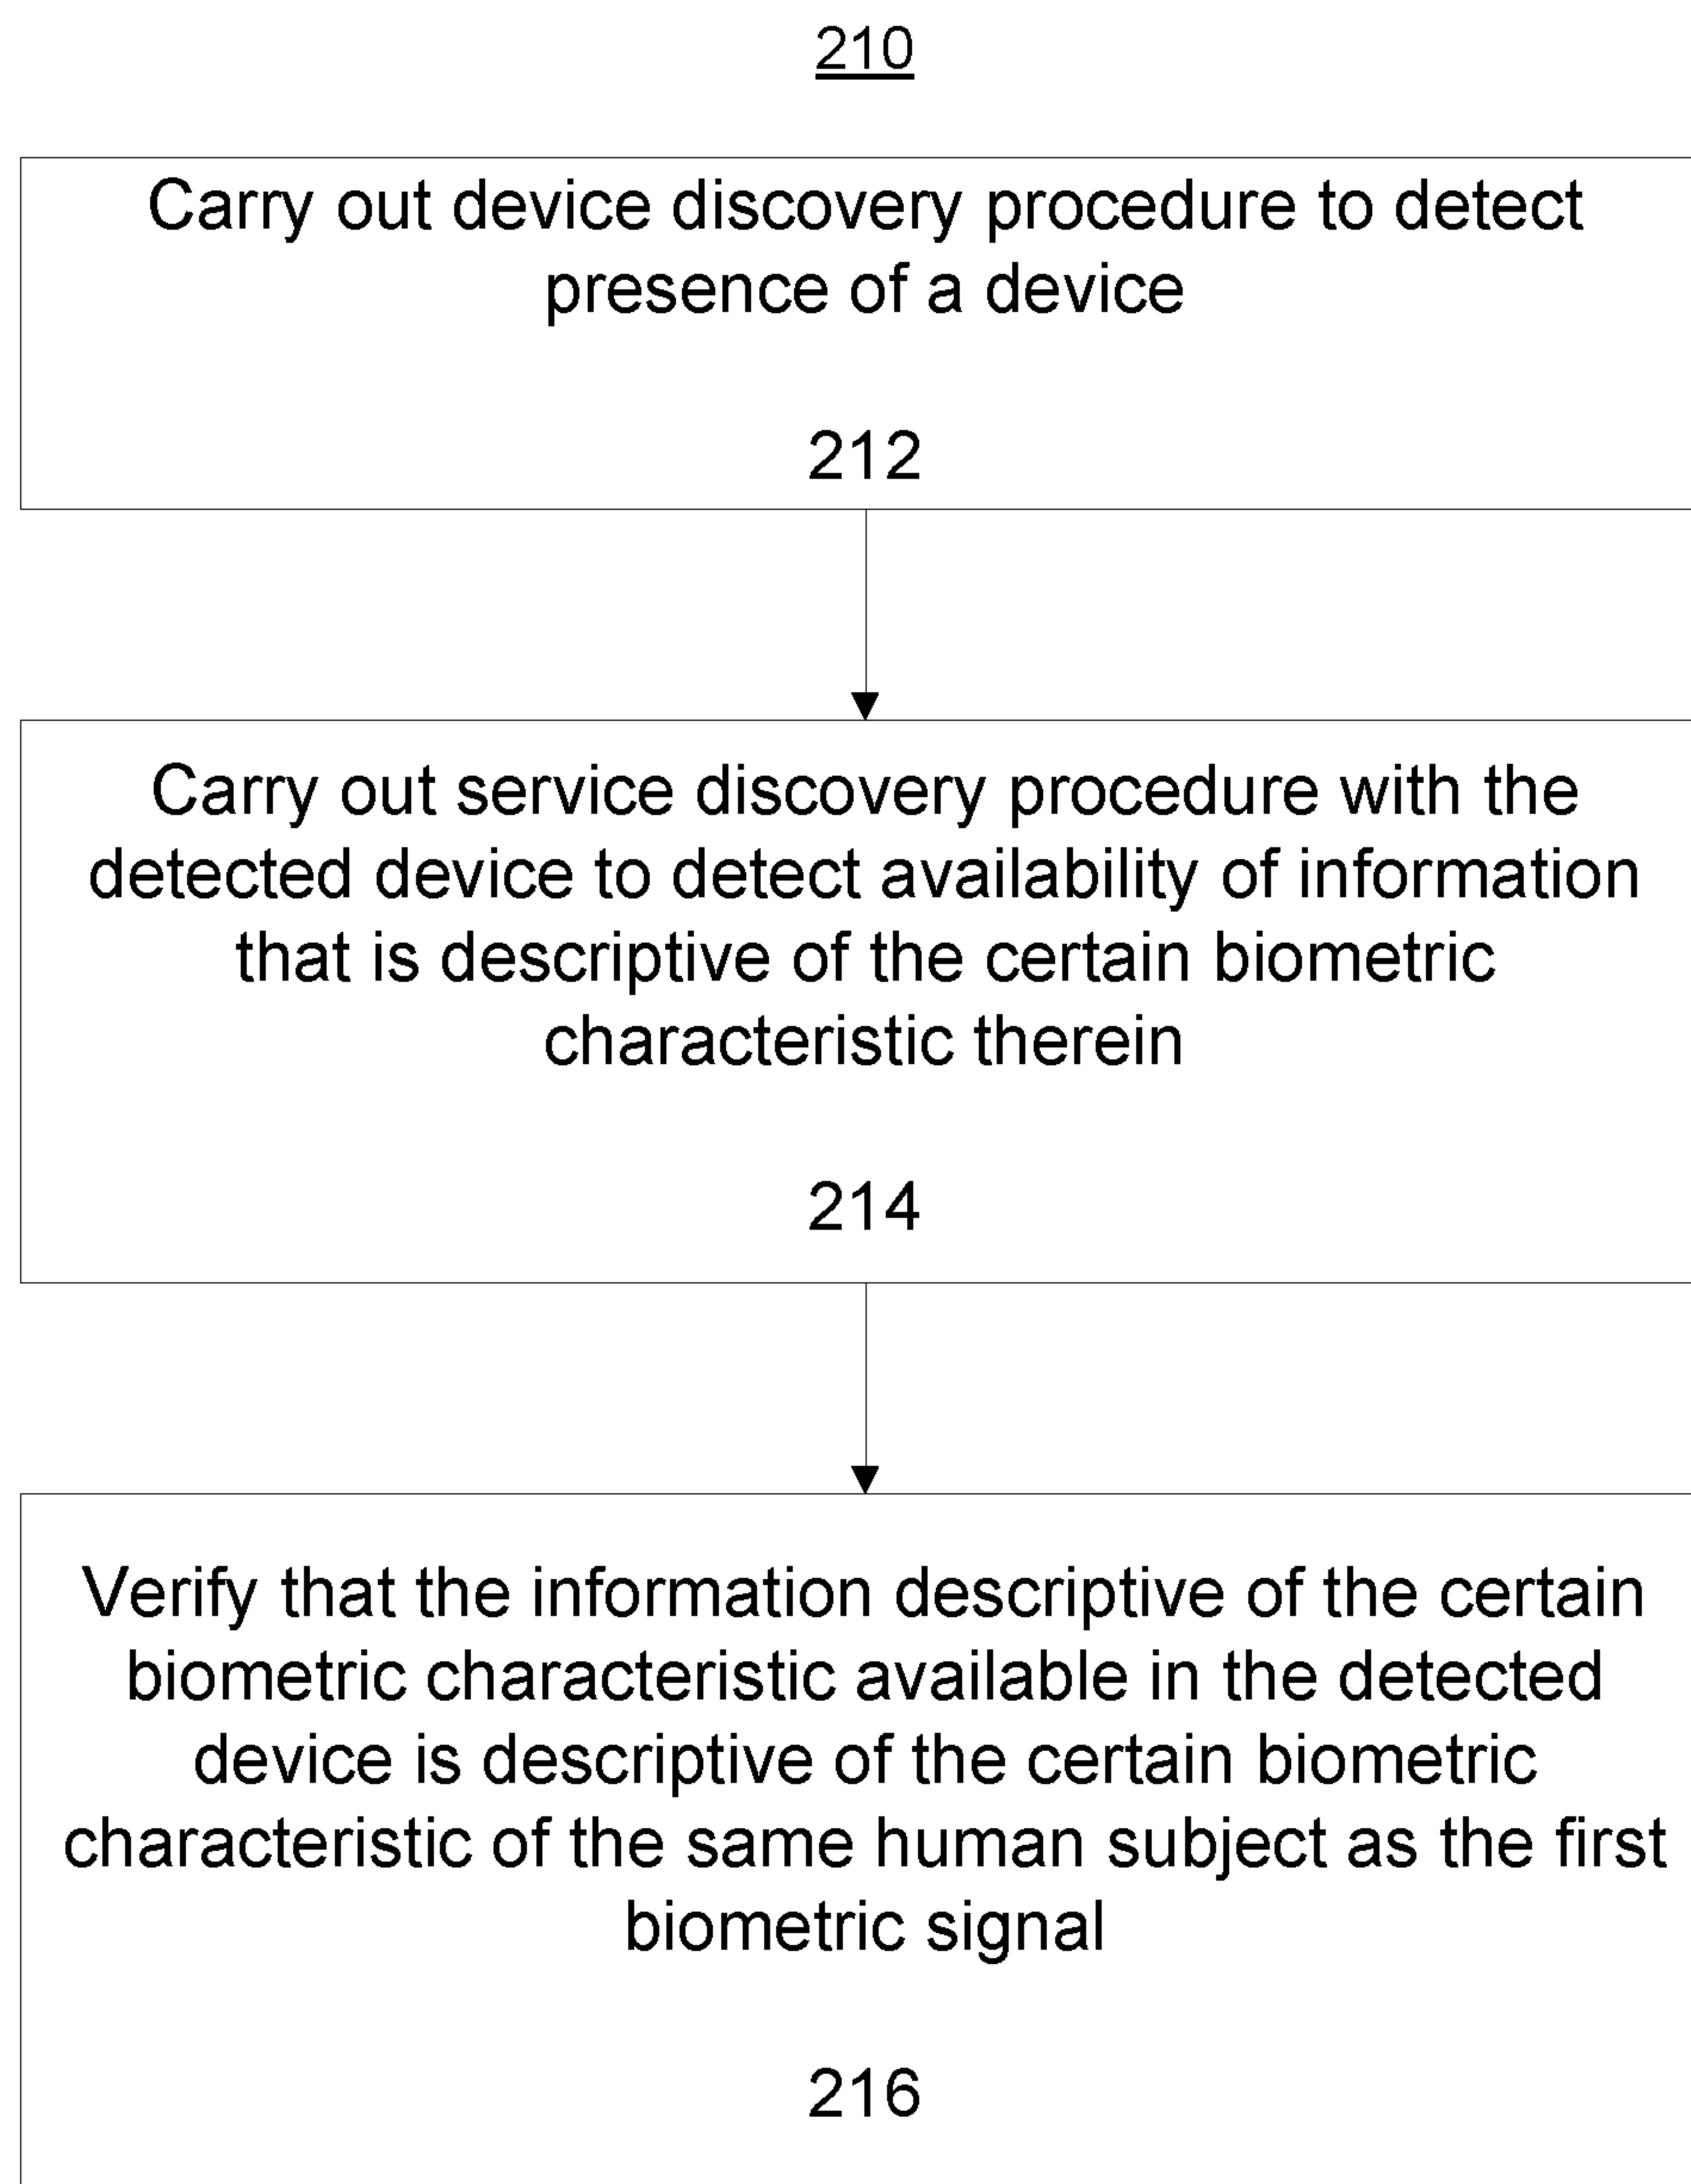 210
Carry out device discovery procedure to detect
presence of a device
212
Carry out service discovery procedure with the
detected device to detect availability of information
that is descriptive of the certain biometric
characteristic therein
214
Verify that the information descriptive of the certain
biometric characteristic available in the detected
device is descriptive of the certain biometric
characteristic of the same human subject as the first
biometric signal
216